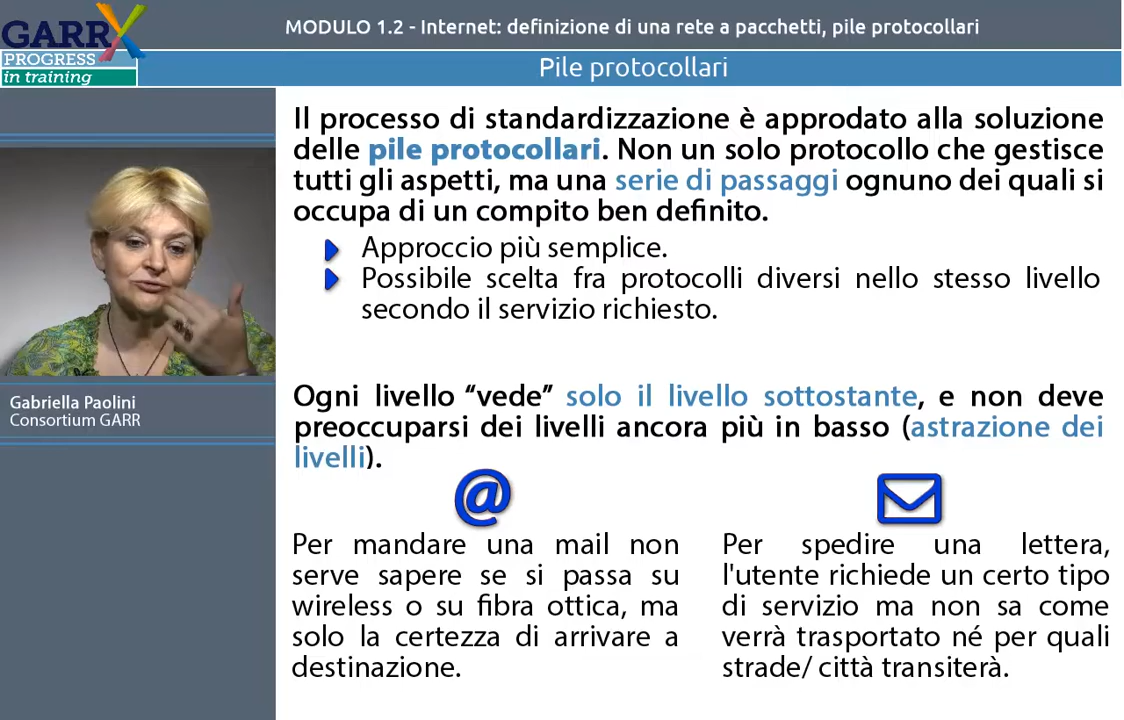 GARR X
PROGRESS
in training
MODULO 1.2 - Internet: definizione di una rete a pacchetti, pile protocollari
Pile protocollari
Gabriella Paolini
Consortium GARR
Il processo di standardizzazione è approdato alla soluzione
delle pile protocollari. Non un solo protocollo che gestisce
tutti gli aspetti, ma una serie di passaggi ognuno dei quali si
occupa di un compito ben definito.
Approccio più semplice.
Possibile scelta fra protocolli diversi nello stesso livello
secondo il servizio richiesto.
Ogni livello “vede” solo il livello sottostante, e non deve
preoccuparsi dei livelli ancora più in basso (astrazione dei
livelli).
@
Per mandare una mail non
serve sapere se si passa su
wireless o su fibra ottica, ma
solo la certezza di arrivare a
destinazione.
Per spedire una lettera,
l'utente richiede un certo tipo
di servizio ma non sa come
verrà trasportato né per quali
strade/ città transiterà.